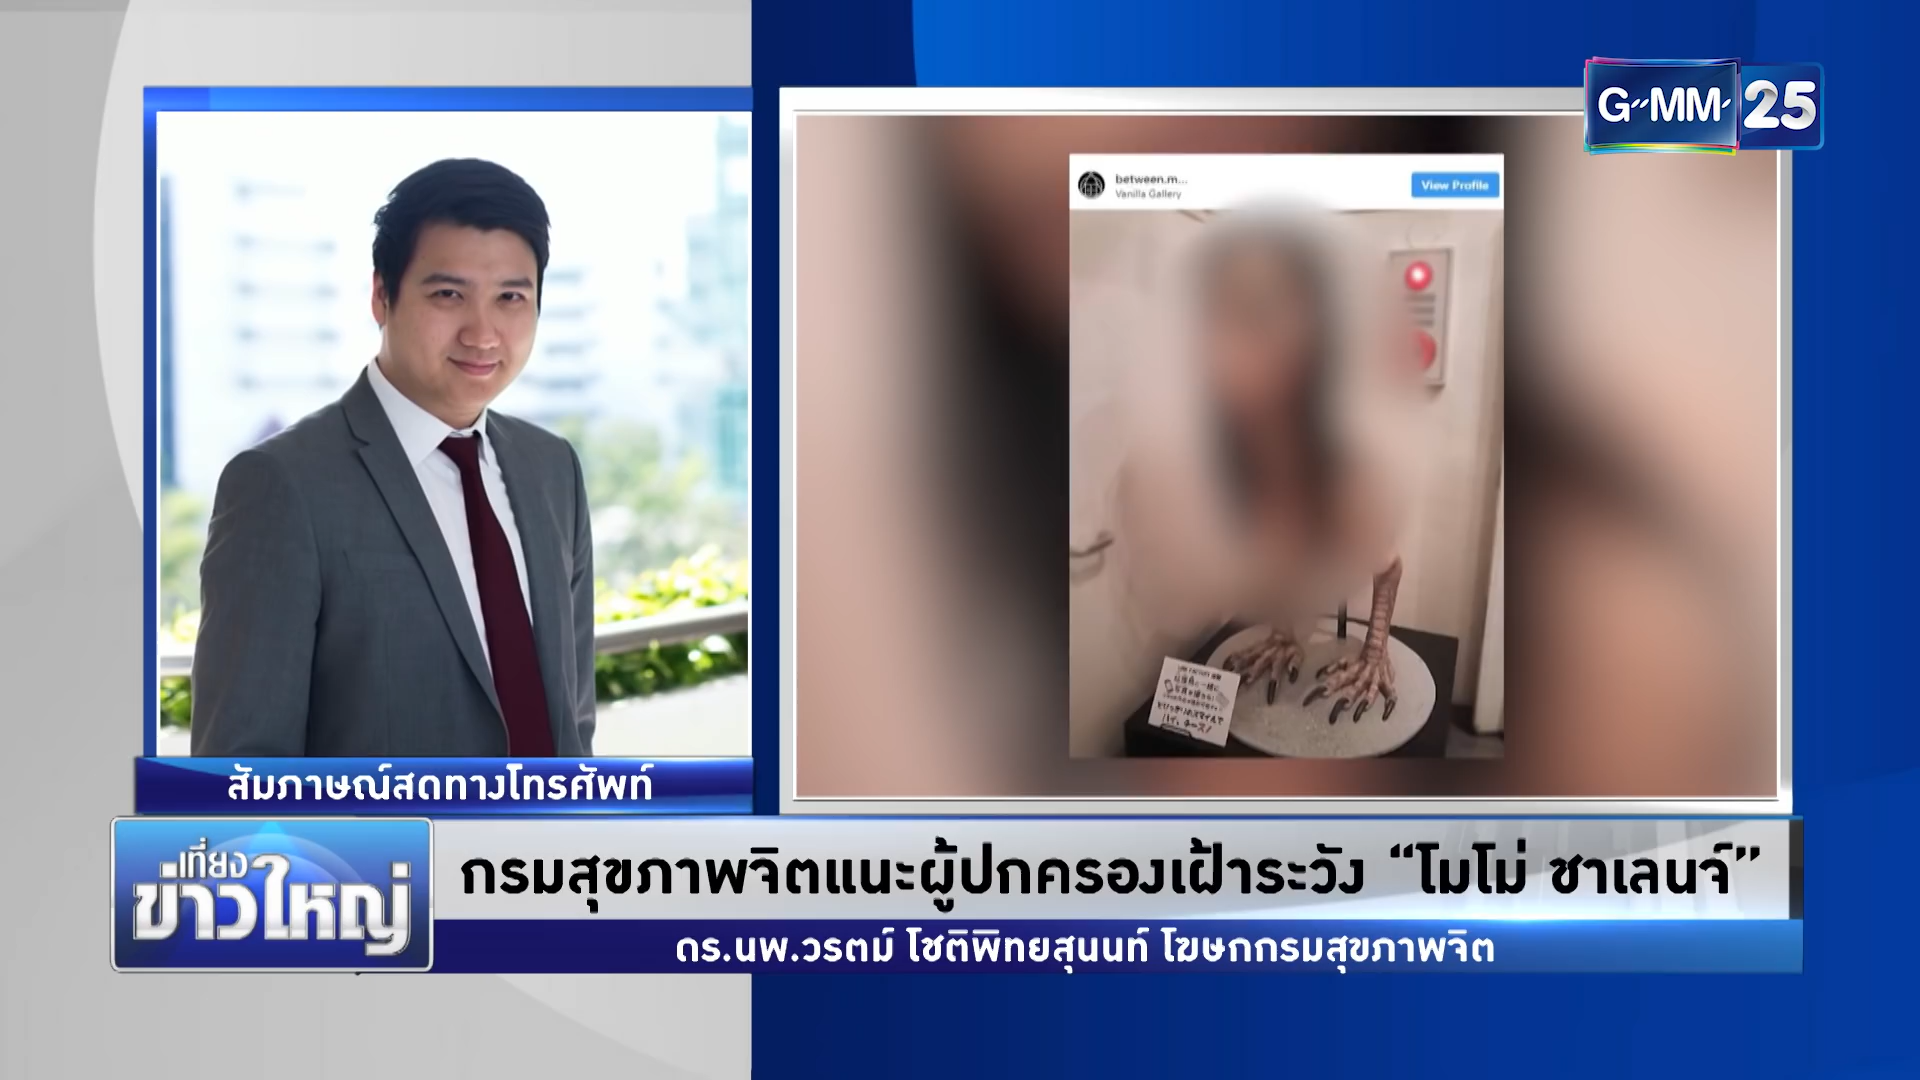 G"MM' 25
between.m...
Vanilla Gallery
View Profile
สัมภาษณ์สดทางโทรศัพท์
เที่ยง
ข่าวใหญ่
กรมสุขภาพจิตแนะผู้ปกครองเฝ้าระวัง “โมโม่ ชาเลนจ์”
ดร.นพ.วรตม์ โชติพิทยสุนนท์ โฆษกกรมสุขภาพจิต